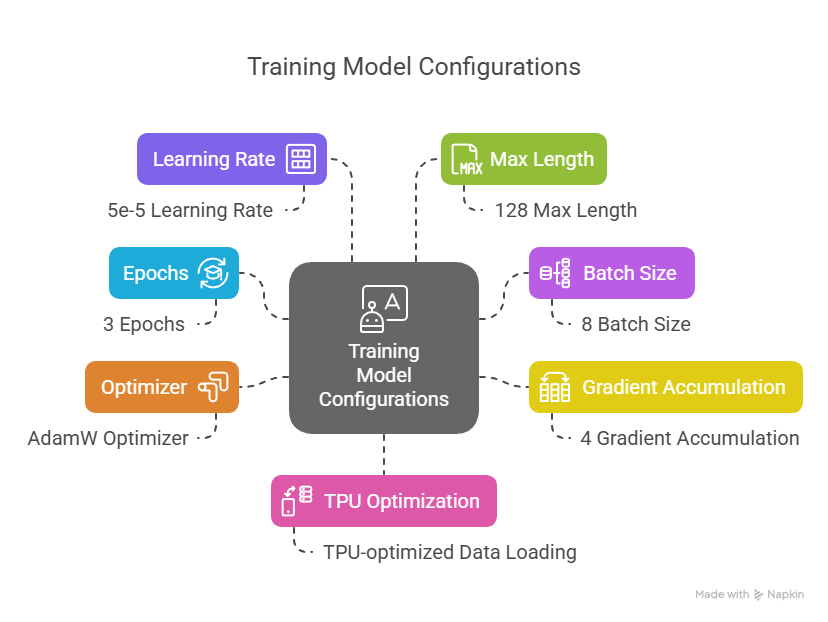 Training Model Configurations
Learning Rate
MAX
Max Length
5e-5 Learning Rate
128 Max Length
Epochs
Batch Size
3 Epochs
8 Batch Size
A
Training
Model
Configurations
Optimizer
Gradient Accumulation
AdamW Optimizer
4 Gradient Accumulation
TPU Optimization
TPU-optimized Data Loading
Made with Napkin